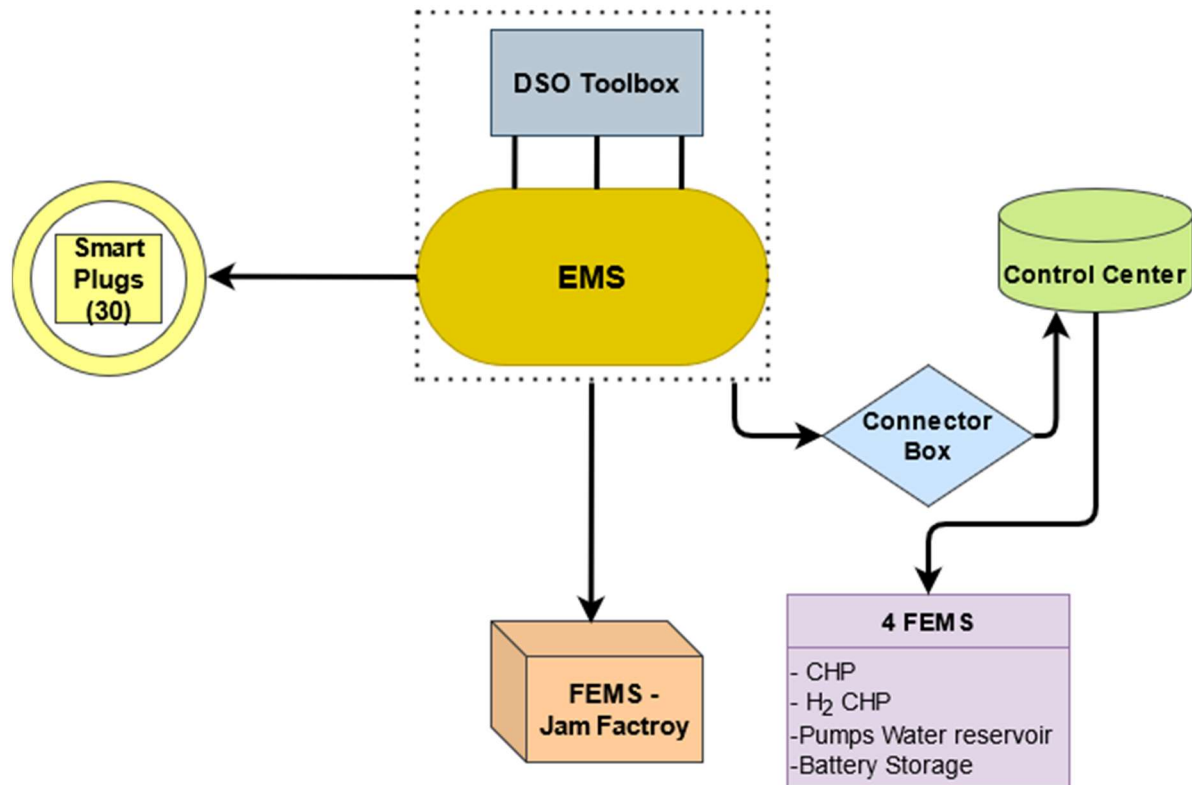 DSO Toolbox
EMS
Smart
Plugs
(30)
Control Center
Connector
Box
FEMS -
Jam Factroy
4 FEMS
- CHP
- H₂ CHP
-Pumps Water reservoir
-Battery Storage